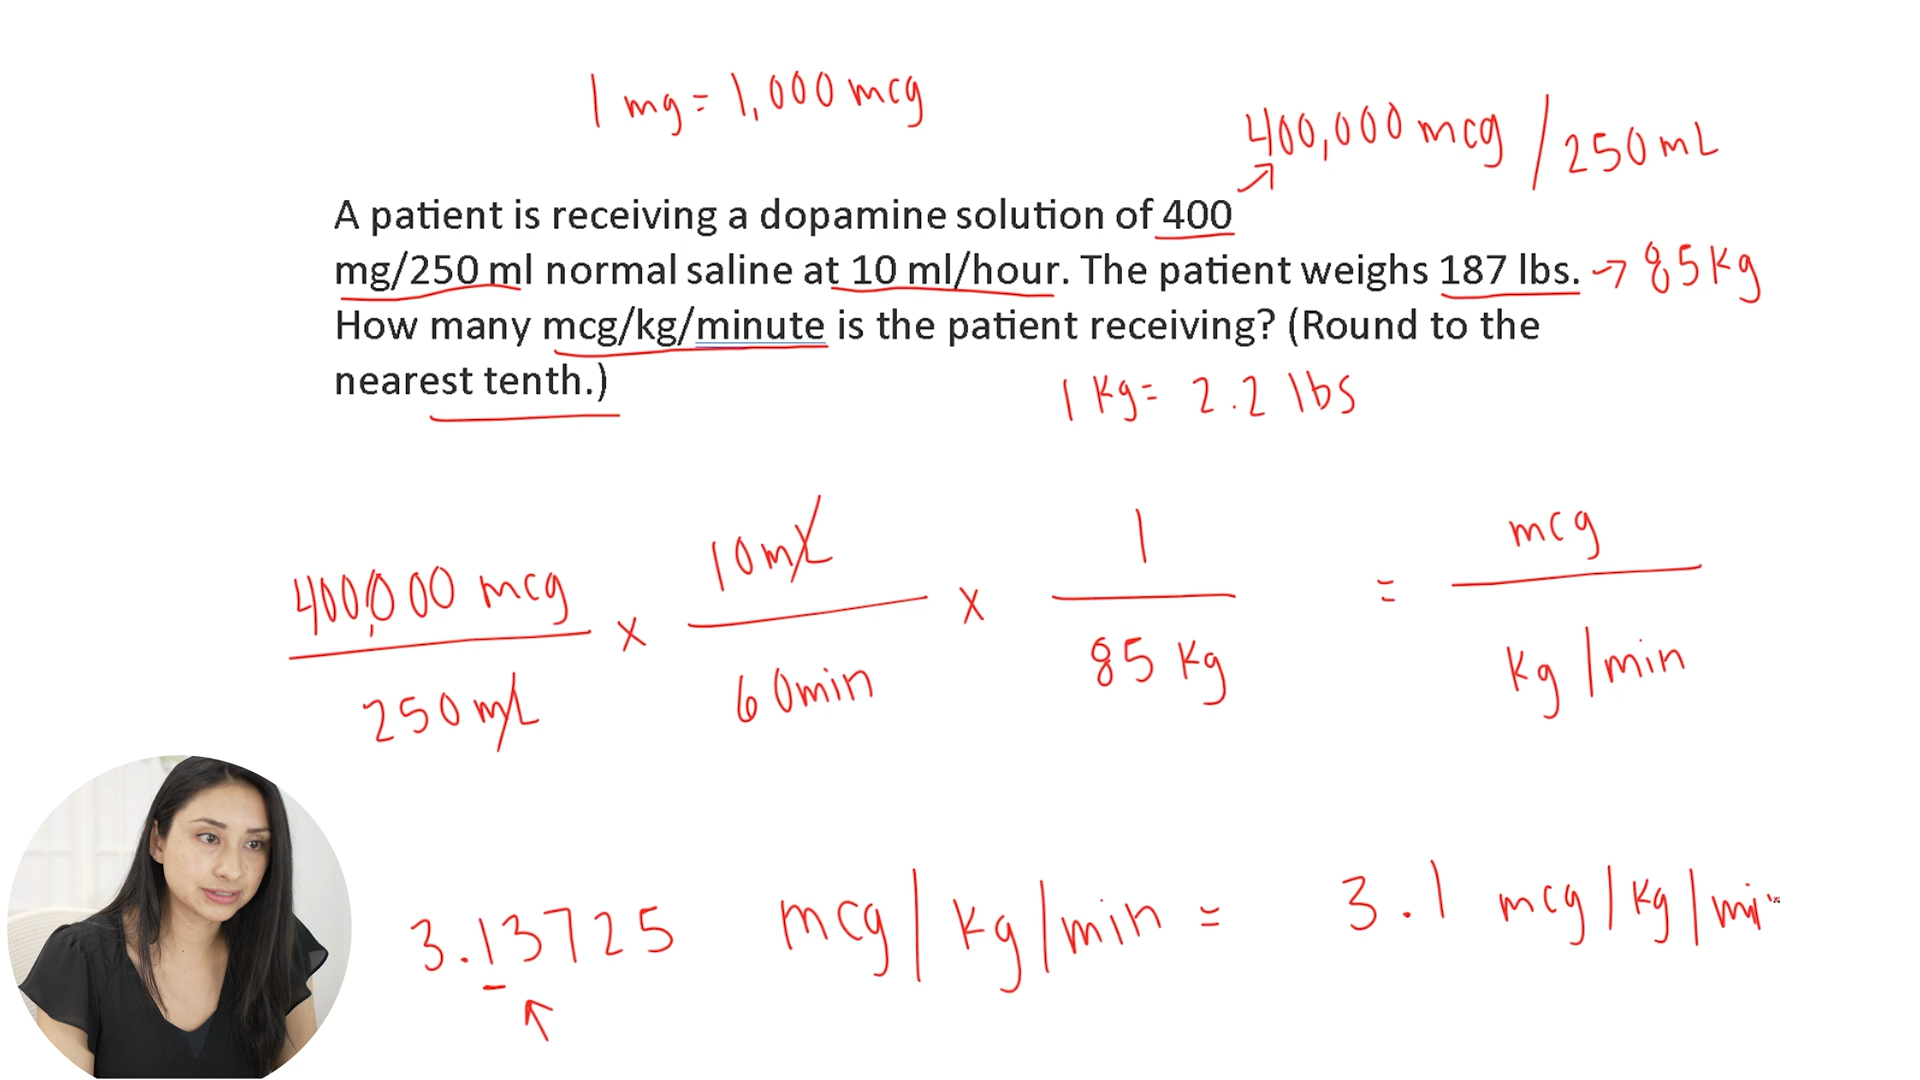 1 mg = 1,000 mcg
400,000 mcg / 250 mL
A patient is receiving a dopamine solution of 400
mg/250 ml normal saline at 10 ml/hour. The patient weighs 187 lbs. → 85 Kg
How many mcg/kg/minute is the patient receiving? (Round to the
nearest tenth.)
1 Kg = 2.2 lbs
400,000 mcg x 10 mL x 1 = mcg
250 mL 60 min 85 Kg Kg / min
3.13725 mcg / Kg / min = 3.1 mcg / Kg / mi